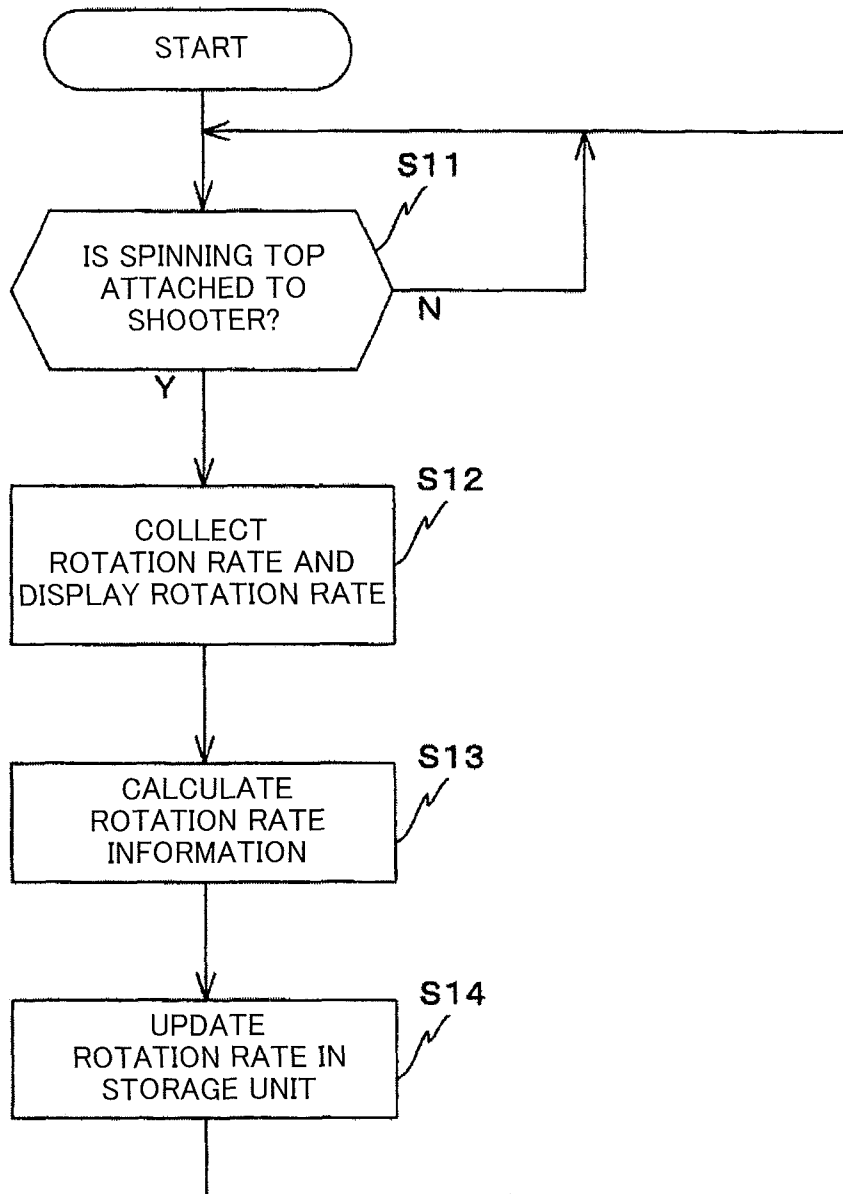 START
S11
IS SPINNING TOP
ATTACHED TO
SHOOTER?
N
Y
S12
COLLECT
ROTATION RATE AND
DISPLAY ROTATION RATE
S13
CALCULATE
ROTATION RATE
INFORMATION
S14
UPDATE
ROTATION RATE IN
STORAGE UNIT